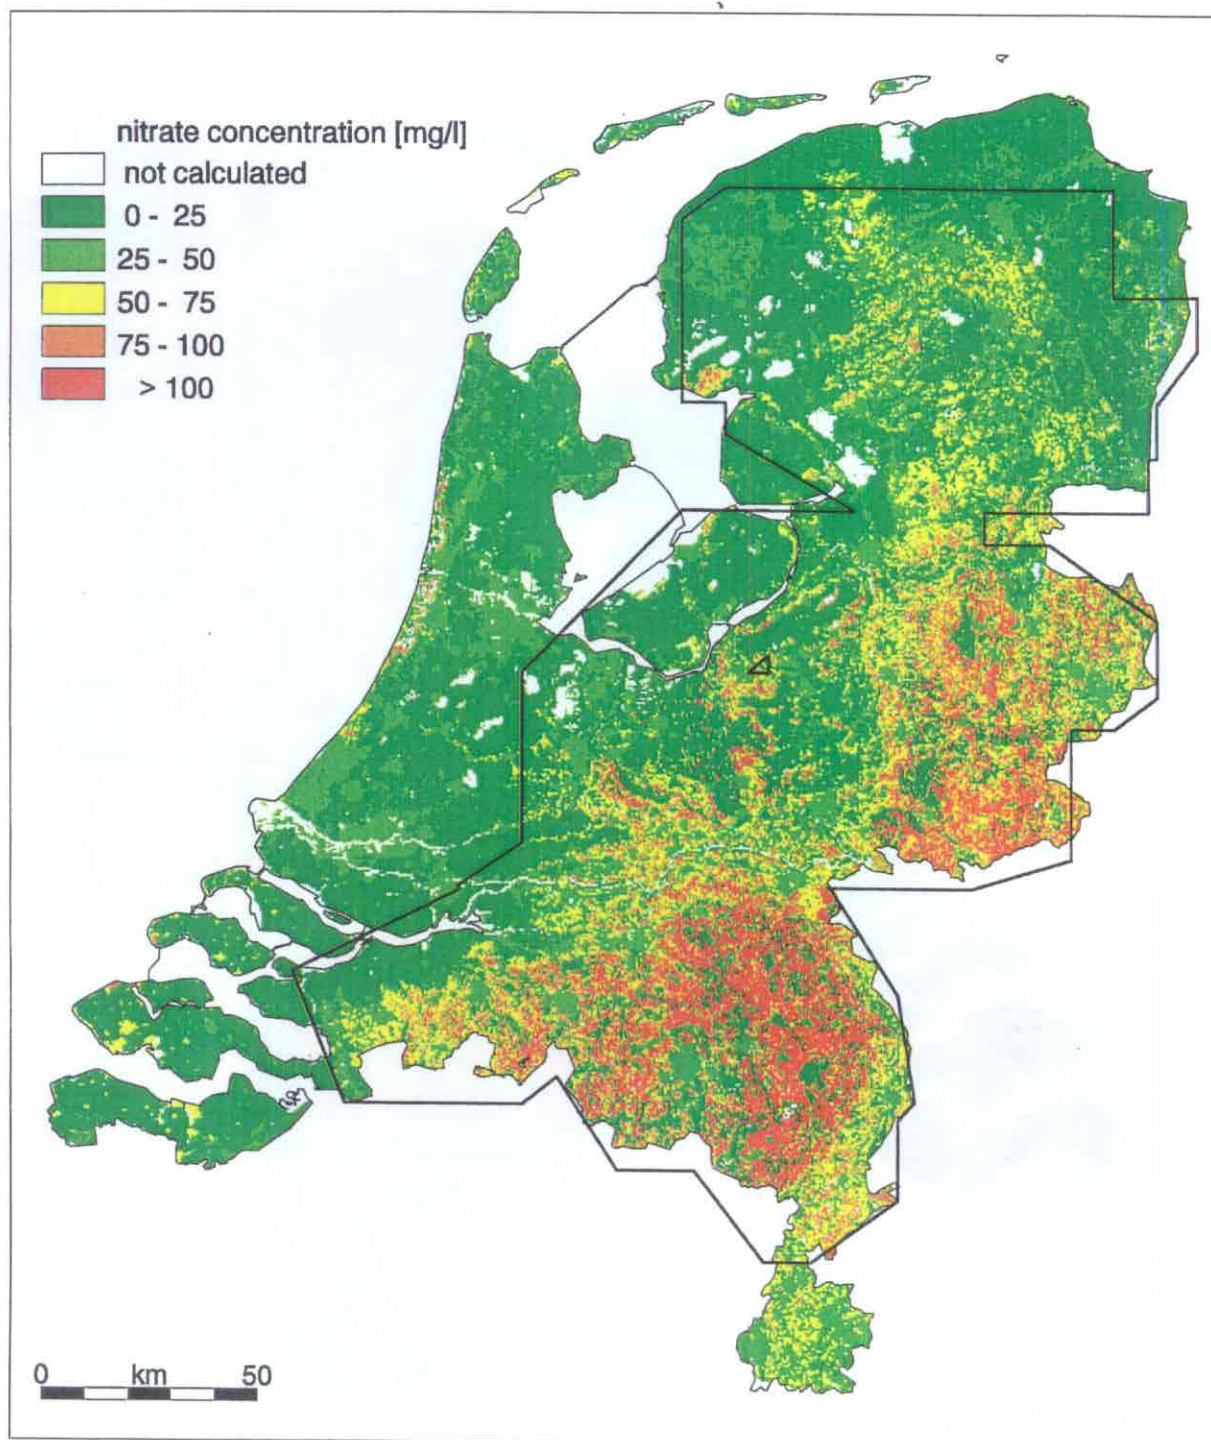 nitrate concentration [mg/l]
not calculated
0 - 25
25 - 50
50 - 75
75 - 100
> 100
0 km 50